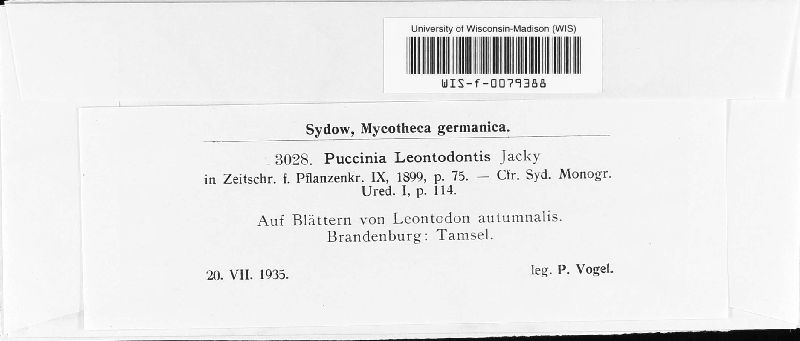 University of Wisconsin-Madison (WIS)
WIS-f-0079388
Sydow, Mycotheca germanica.
3028. Puccinia Leontodontis Jacky
in Zeitschr. f. Pflanzenkr. IX, 1899, p. 75. — Cfr. Syd. Monogr.
Ured. I, p. 114.
Auf Blättern von Leontodon autumnalis.
Brandenburg: Tamsel.
20. VII. 1935. leg. P. Vogel.